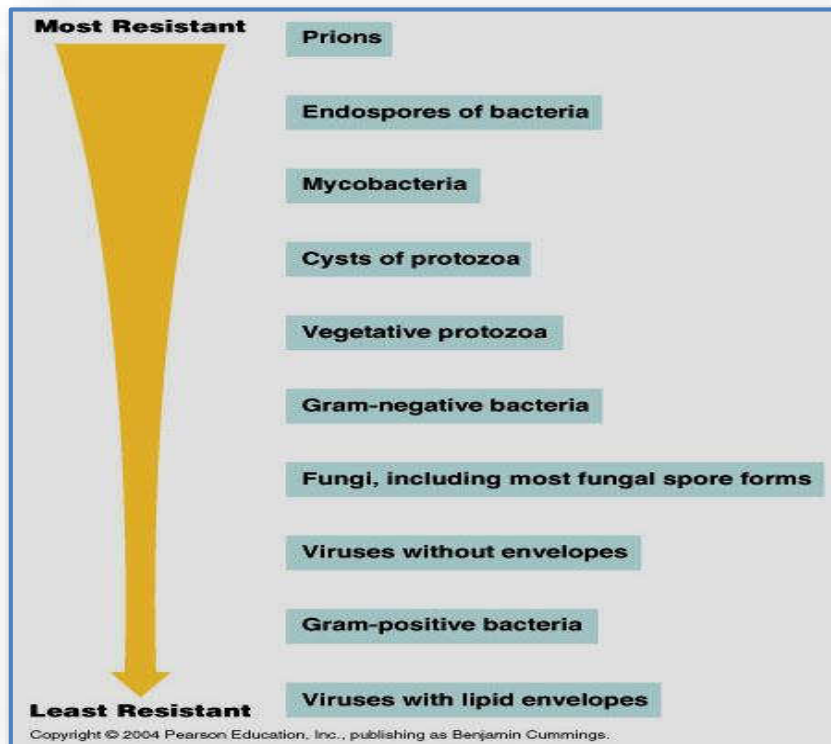 Most Resistant
Prions
Endospores of bacteria
Mycobacteria
Cysts of protozoa
Vegetative protozoa
Gram-negative bacteria
Fungi, including most fungal spore forms
Viruses without envelopes
Gram-positive bacteria
Viruses with lipid envelopes
Least Resistant
Copyright © 2004 Pearson Education, Inc., publishing as Benjamin Cummings.